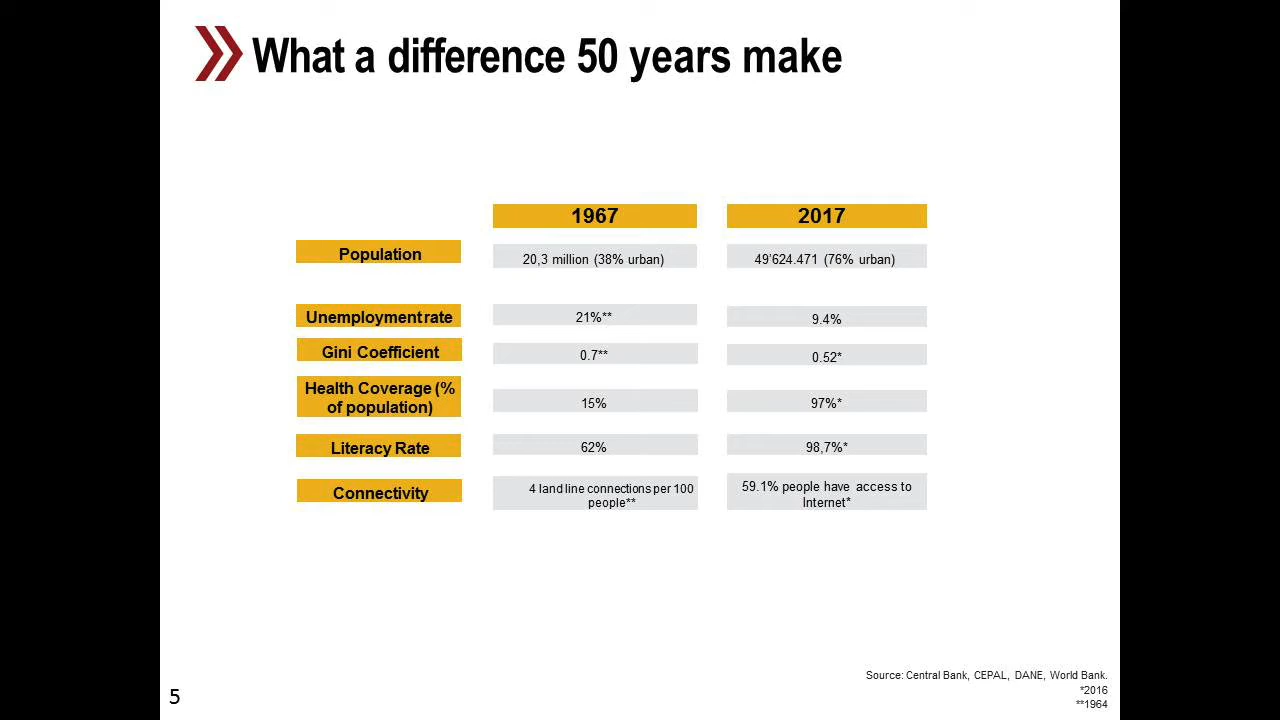 What a difference 50 years make
1967 2017
Population 20,3 million (38% urban) 49'624.471 (76% urban)
Unemployment rate 21%** 9.4%
Gini Coefficient 0.7** 0.52*
Health Coverage (%
of population) 15% 97%*
Literacy Rate 62% 98,7%*
Connectivity 4 land line connections per 100
people** 59.1% people have access to
Internet*
Source: Central Bank, CEPAL, DANE, World Bank.
*2016
**1964
5